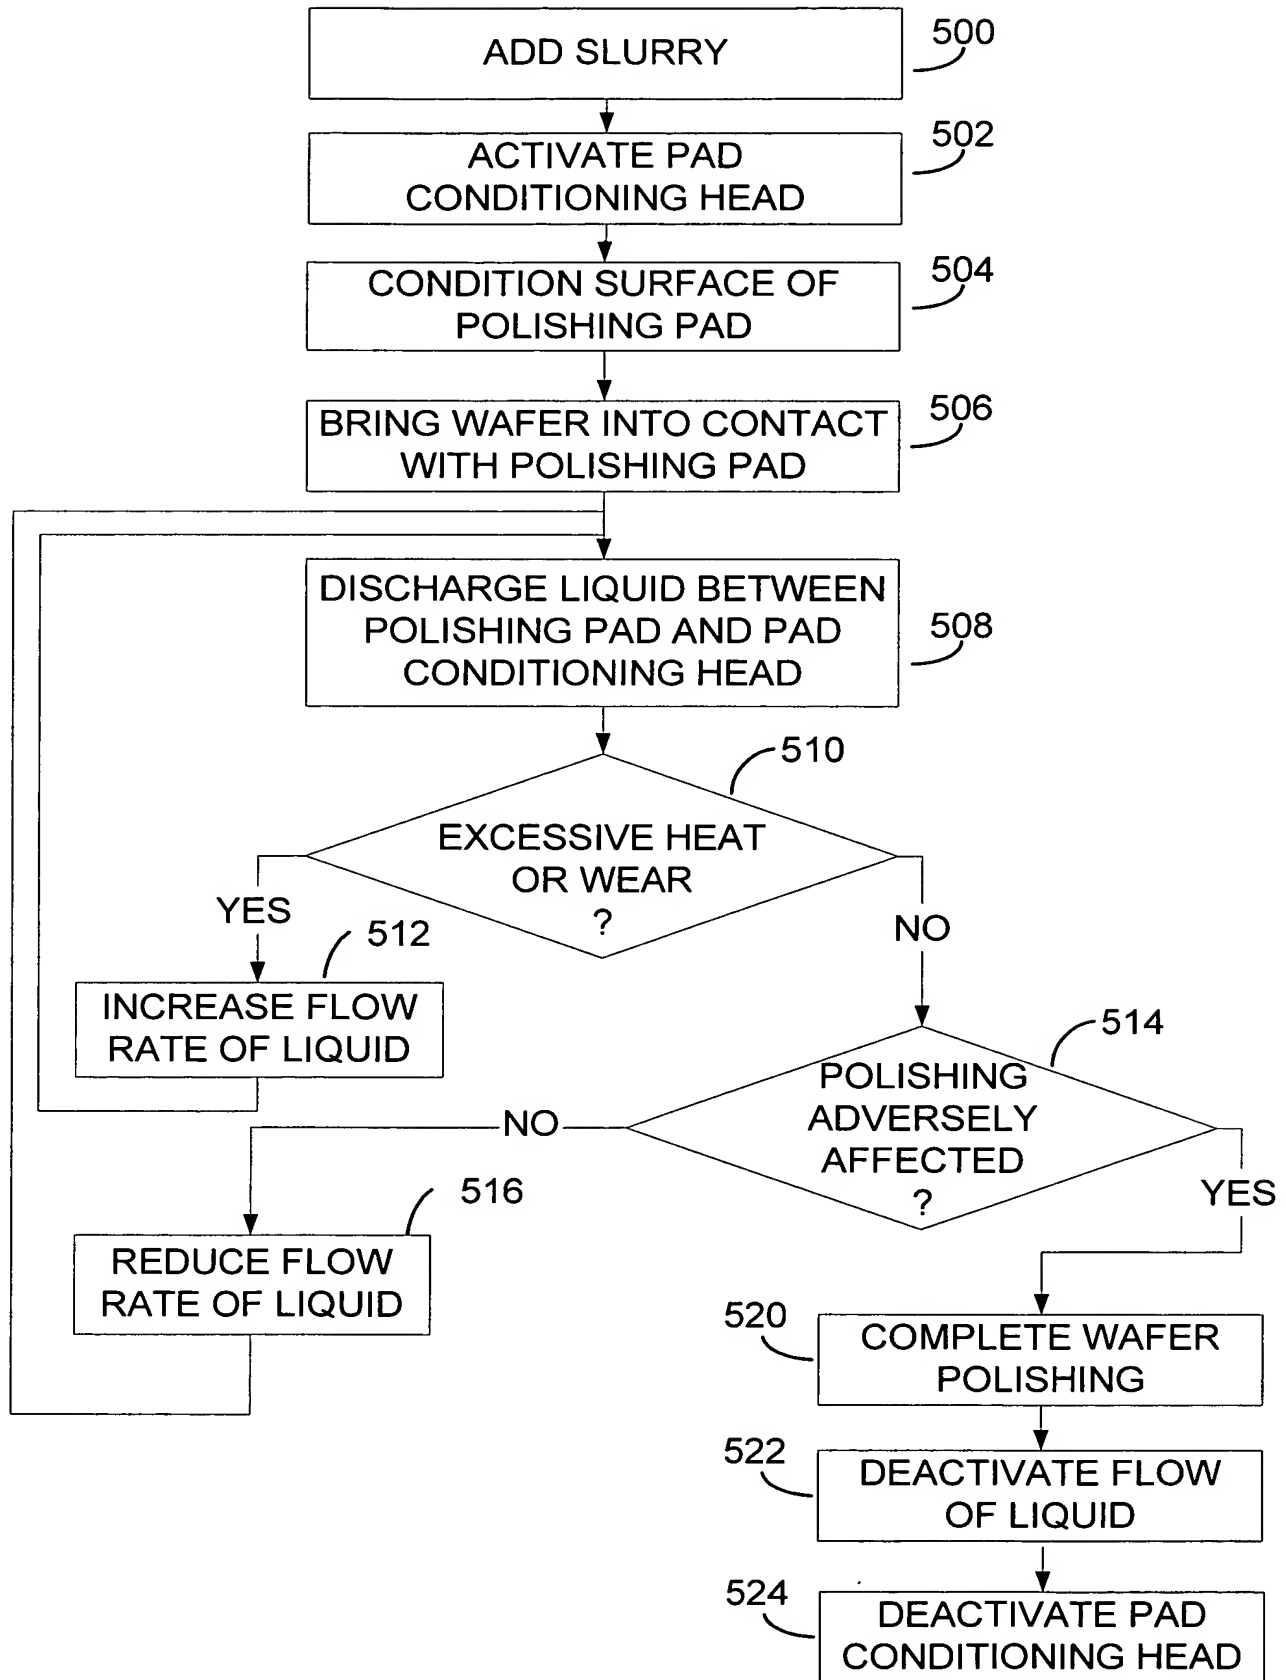 ADD SLURRY
500
ACTIVATE PAD
CONDITIONING HEAD
502
CONDITION SURFACE OF
POLISHING PAD
504
BRING WAFER INTO CONTACT
WITH POLISHING PAD
506
DISCHARGE LIQUID BETWEEN
POLISHING PAD AND PAD
CONDITIONING HEAD
508
510
EXCESSIVE HEAT
OR WEAR
?
YES
NO
512
INCREASE FLOW
RATE OF LIQUID
514
POLISHING
ADVERSELY
AFFECTED
?
NO
YES
516
REDUCE FLOW
RATE OF LIQUID
520
COMPLETE WAFER
POLISHING
522
DEACTIVATE FLOW
OF LIQUID
524
DEACTIVATE PAD
CONDITIONING HEAD